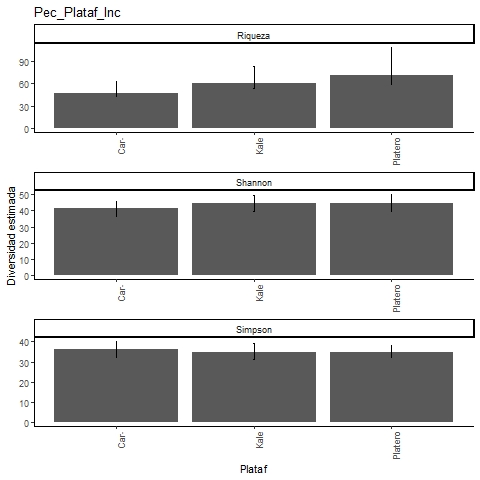 Pec_Plataf_Inc
Riqueza
90
60
30
0
Car-
Kale
Platero
Shannon
50
40
30
20
10
0
Car-
Kale
Platero
Diversidad estimada
Simpson
40
30
20
10
0
Car-
Kale
Platero
Plataf